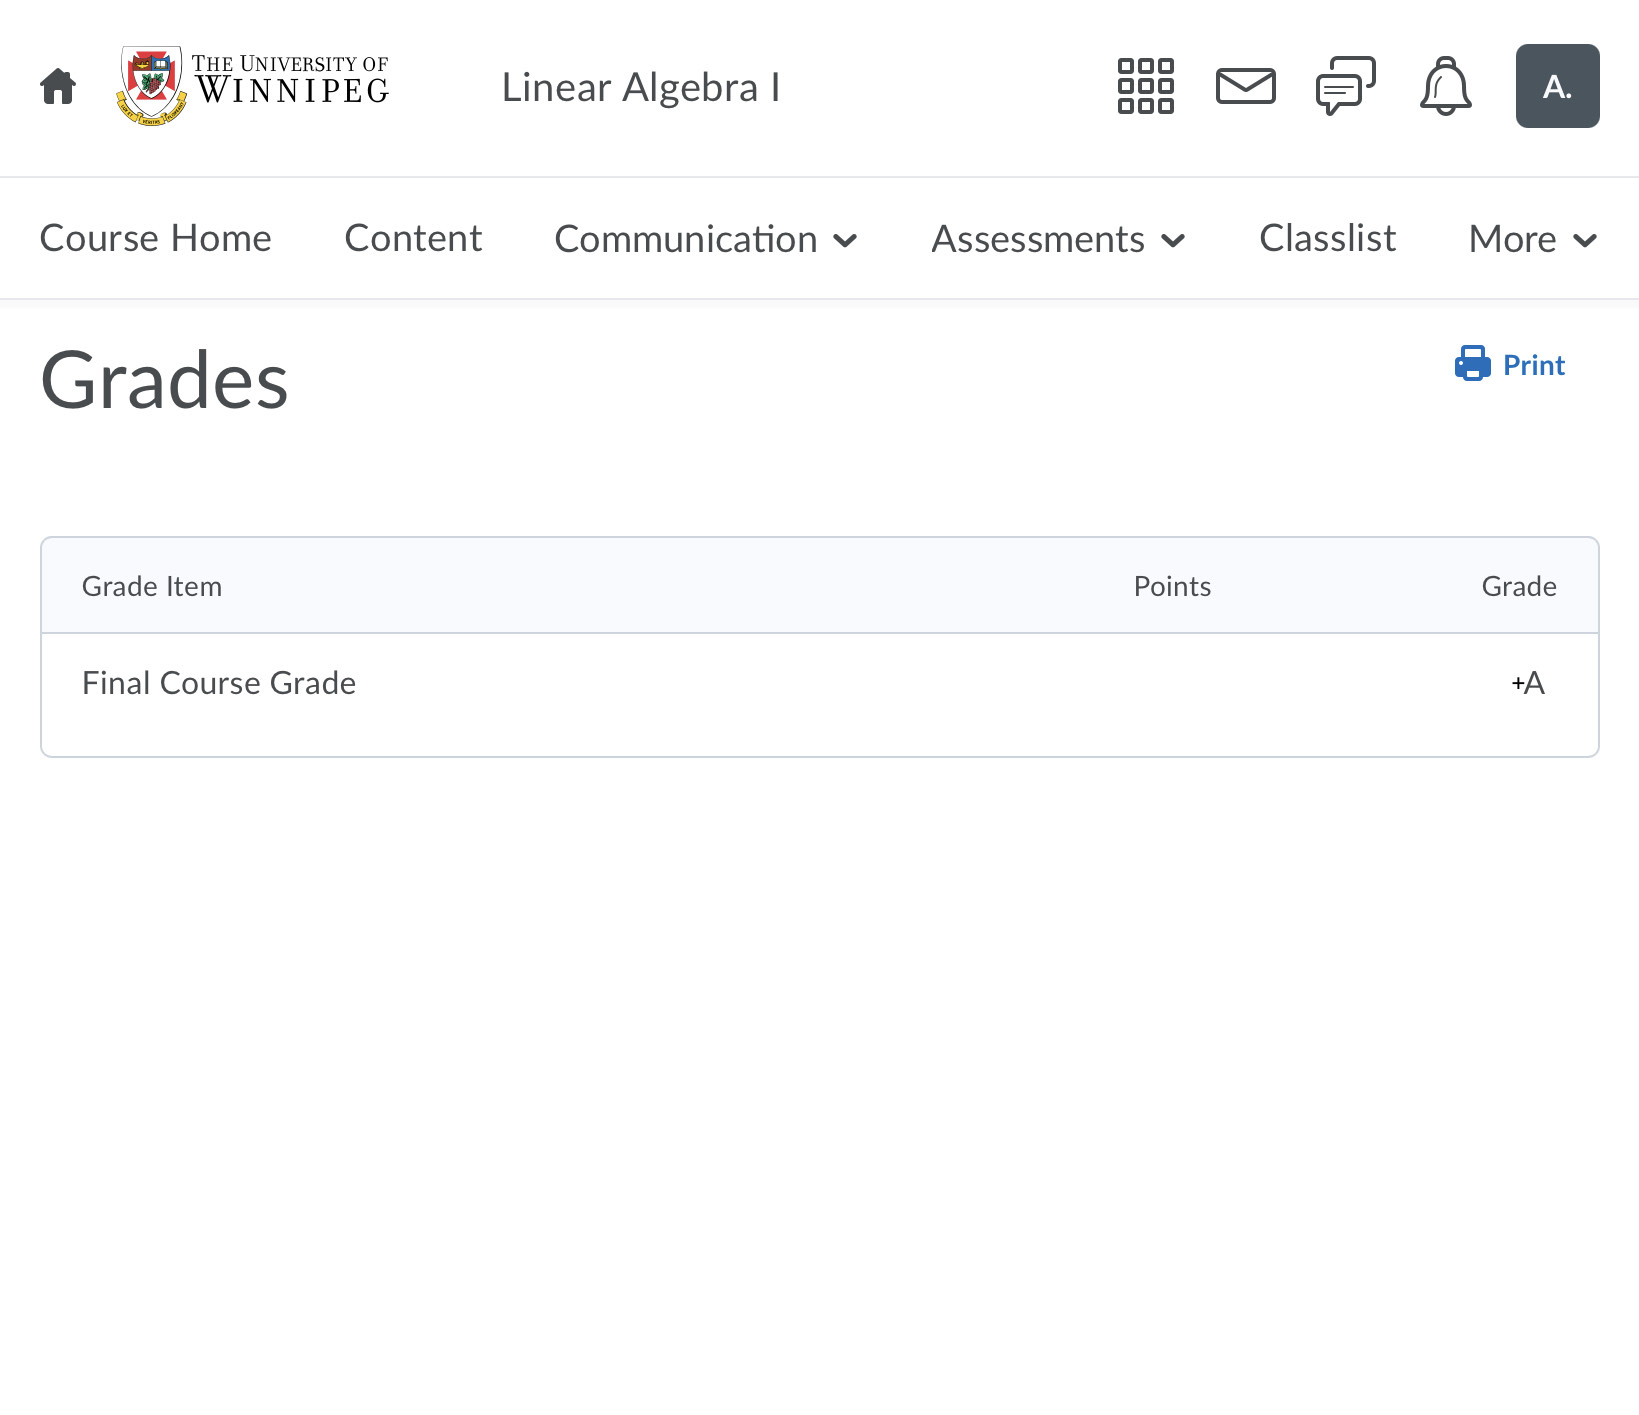 THE UNIVERSITY OF
WINNIPEG
Linear Algebra I
A.
Course Home Content Communication Assessments Classlist More
Grades
Print
Grade Item Points Grade
Final Course Grade +A